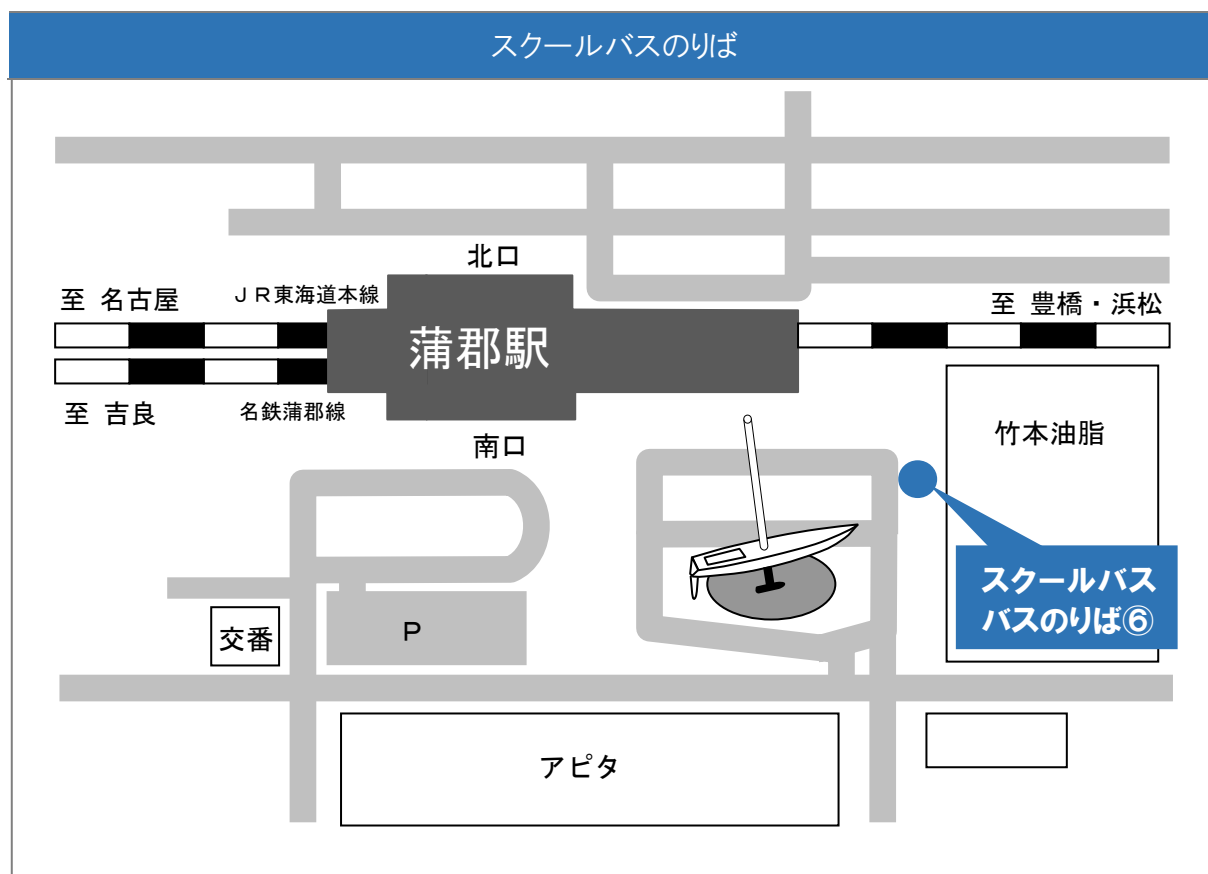 スクールバスのりば
北口
至 名古屋
ＪＲ東海道本線
至 豊橋・浜松
蒲郡駅
至 吉良
名鉄蒲郡線
南口
竹本油脂
スクールバス
バスのりば⑥
交番
Ｐ
アピタ